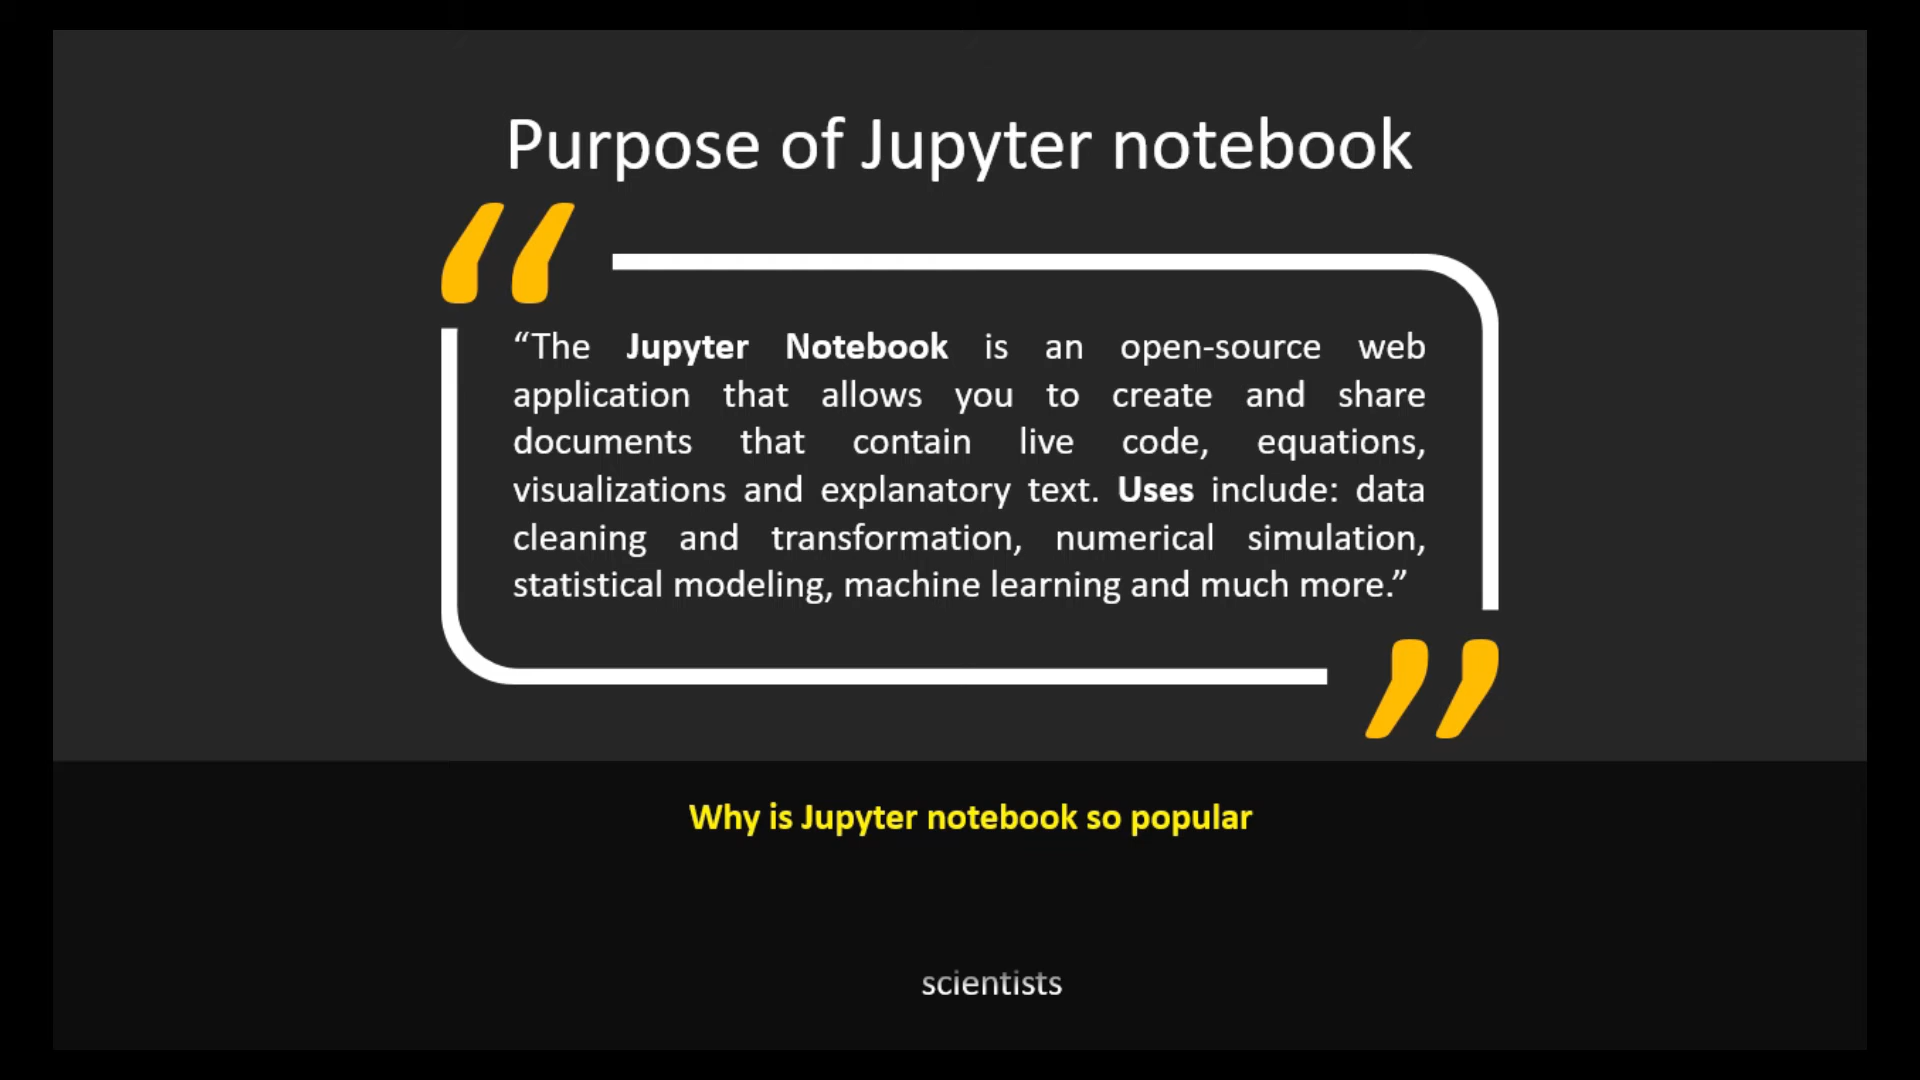 Purpose of Jupyter notebook
“The Jupyter Notebook is an open-source web
application that allows you to create and share
documents that contain live code, equations,
visualizations and explanatory text. Uses include: data
cleaning and transformation, numerical simulation,
statistical modeling, machine learning and much more.”
Why is Jupyter notebook so popular
scientists